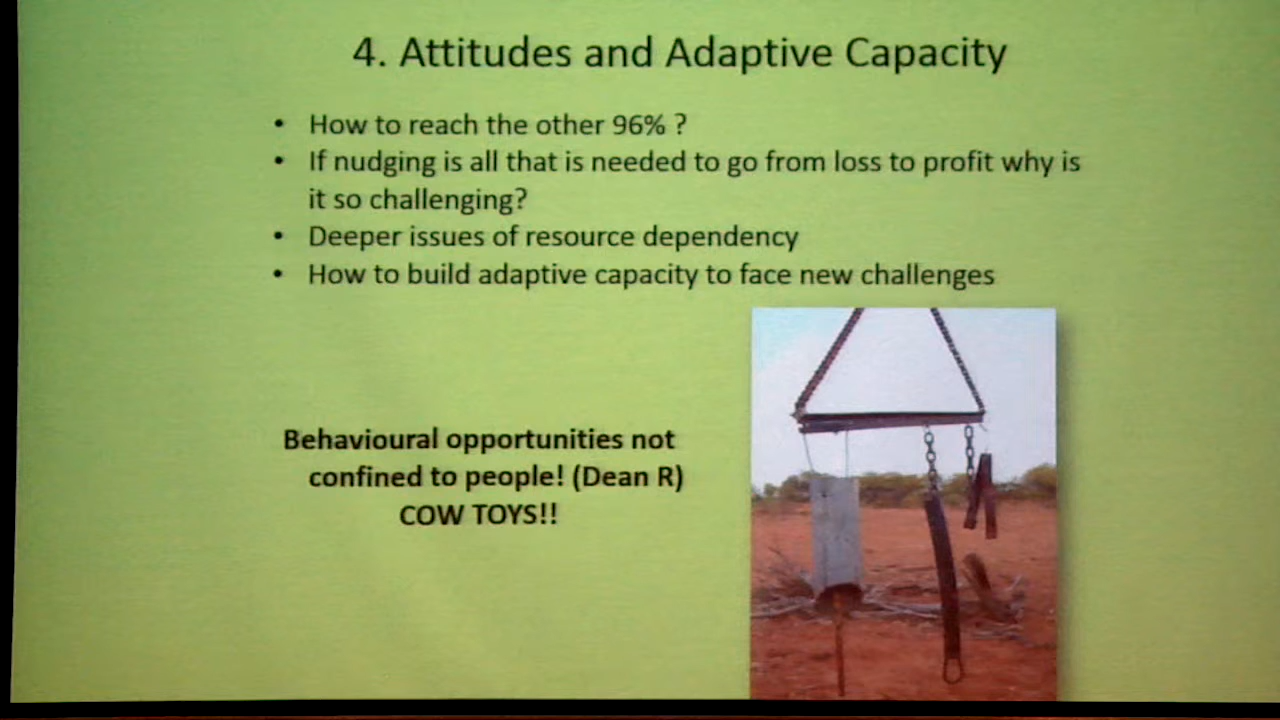 4. Attitudes and Adaptive Capacity
• How to reach the other 96% ?
• If nudging is all that is needed to go from loss to profit why is
it so challenging?
• Deeper issues of resource dependency
• How to build adaptive capacity to face new challenges
Behavioural opportunities not
confined to people! (Dean R)
COW TOYS!!